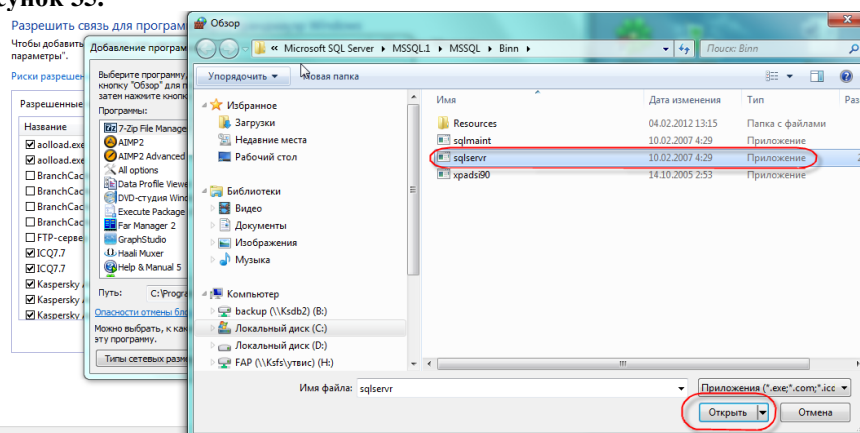 Разрешить связь для програм
Чтобы добавить
параметры".
Риски разрешен
Разрешенные
Название
aolload.exe
aolload.exe
BranchCac
BranchCac
BranchCac
BranchCac
FTP-серве
ICQ7.7
ICQ7.7
Kaspersky
Kaspersky
Kaspersky
Добавление програм
Выберите программу,
кнопку "Обзор" для п
затем нажмите кнопк
Программы:
7-Zip File Manage
AIMP2
AIMP2 Advanced
All options
Data Profile Viewe
DVD-студия Wind
Execute Package
Far Manager 2
GraphStudio
Haali Muxer
Help & Manual 5
Путь: C:\Progra
Опасности отмены бло
Можно выбрать, к как
эту программу.
Типы сетевых разме
Обзор
« Microsoft SQL Server MSSQL.1 MSSQL Binn
Поиск: Binn
Упорядочить Новая папка
Избранное
Загрузки
Недавние места
Рабочий стол
Библиотеки
Видео
Документы
Изображения
Музыка
Компьютер
backup (\\Ksdb2) (B:)
Локальный диск (C:)
Локальный диск (D:)
FAP (\\Ksfs\утвис) (H:)
Имя Дата изменения Тип Раз
Resources 04.02.2012 13:15 Папка с файлами
sqlmaint 10.02.2007 4:29 Приложение
sqlservr 10.02.2007 4:29 Приложение 2
xpadsi90 14.10.2005 2:53 Приложение
Имя файла: sqlservr
Приложения (*.exe;*.com;*.icc
Открыть Отмена